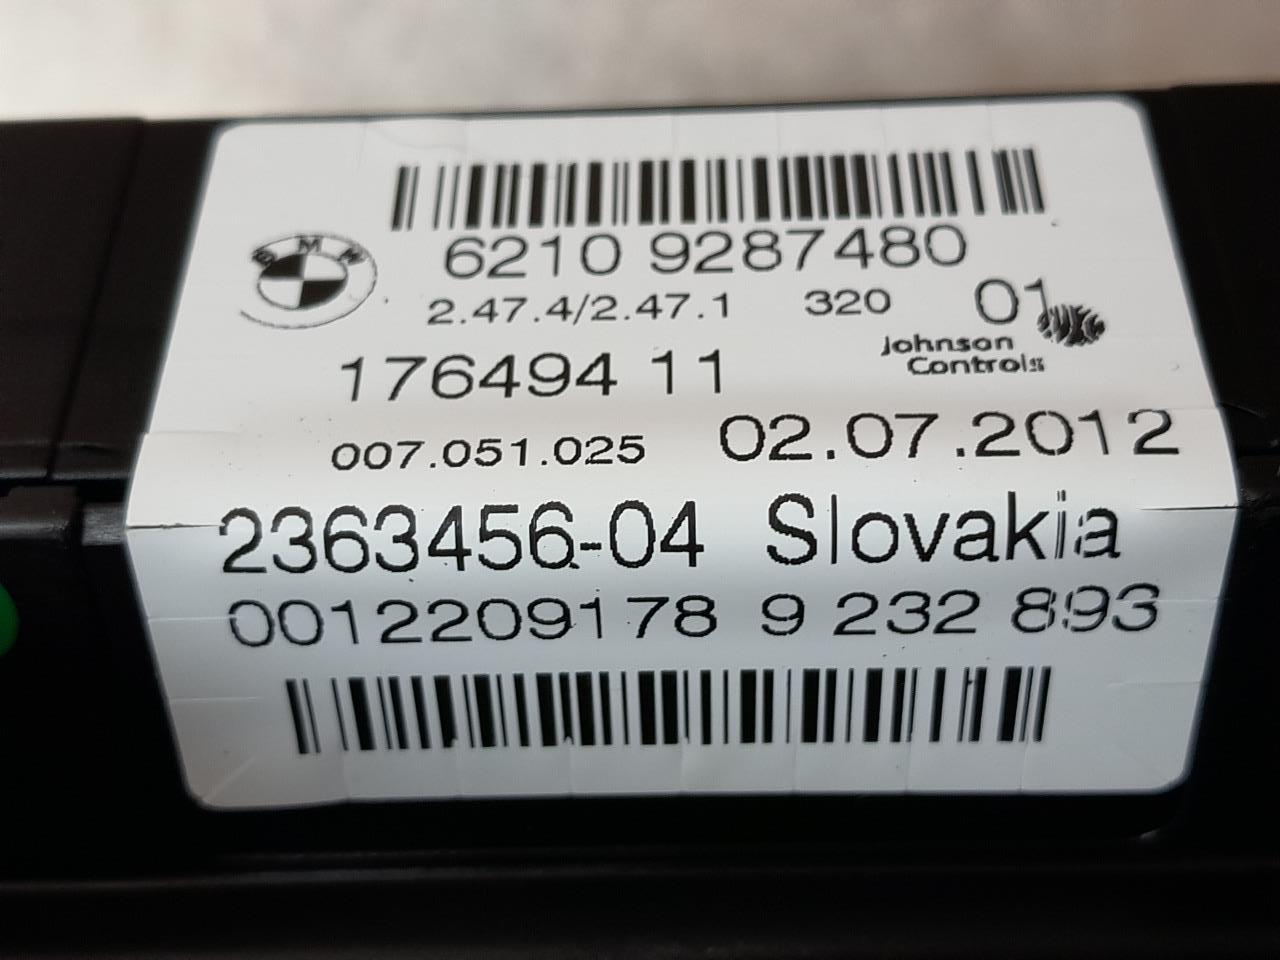 BMW
6210 9287480
2.47.4/2.47.1 320 01
Johnson
Controls
176494 11
007.051.025 02.07.2012
2363456-04 Slovakia
0012209178 9 232 893